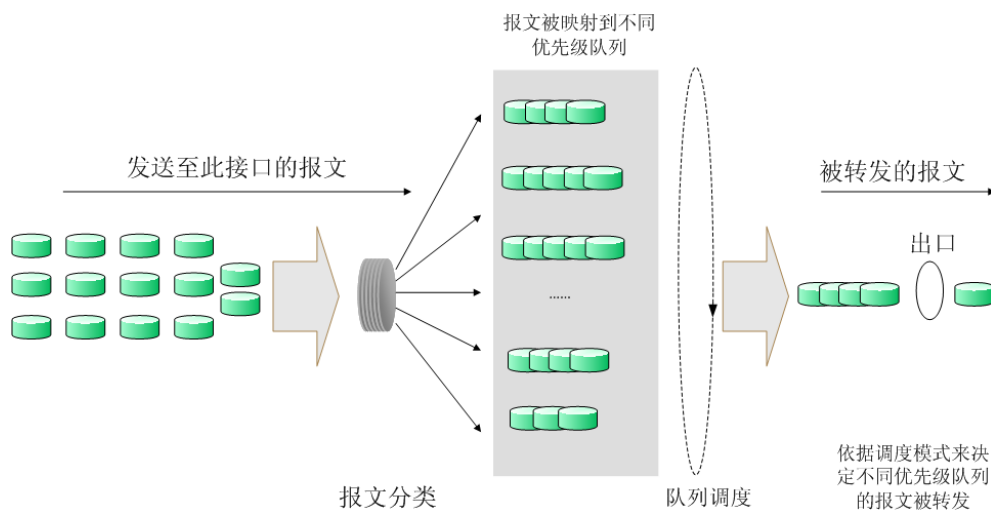 报文被映射到不同
优先级队列
发送至此接口的报文
被转发的报文
出口
......
报文分类
队列调度
依据调度模式来决
定不同优先级队列
的报文被转发